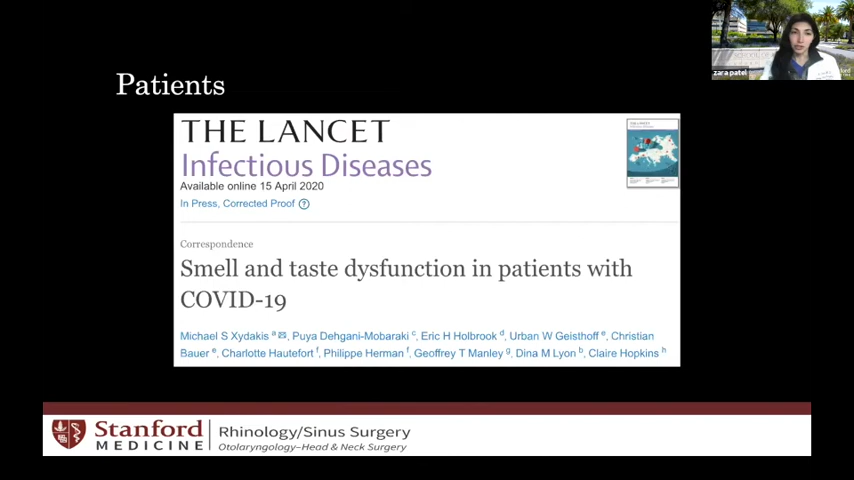 Patients
THE LANCET
Infectious Diseases
Available online 15 April 2020
In Press, Corrected Proof ?
Correspondence
Smell and taste dysfunction in patients with
COVID-19
Michael S Xydakis a ✉, Puya Dehgani-Mobaraki c, Eric H Holbrook d, Urban W Geisthoff e, Christian
Bauer e, Charlotte Hautefort f, Philippe Herman f, Geoffrey T Manley g, Dina M Lyon b, Claire Hopkins h
zara patel
Stanford
MEDICINE
Rhinology/Sinus Surgery
Otolaryngology–Head & Neck Surgery